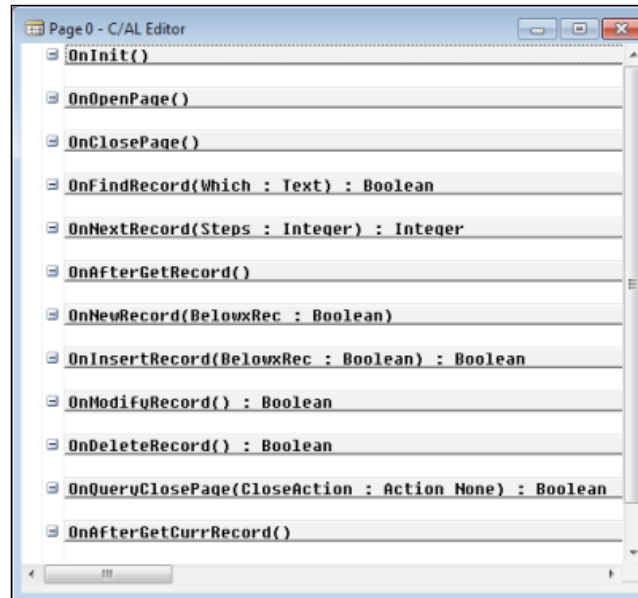 Page 0 - C/AL Editor
OnInit()
OnOpenPage()
OnClosePage()
OnFindRecord(Which : Text) : Boolean
OnNextRecord(Steps : Integer) : Integer
OnAfterGetRecord()
OnNewRecord(BelowxRec : Boolean)
OnInsertRecord(BelowxRec : Boolean) : Boolean
OnModifyRecord() : Boolean
OnDeleteRecord() : Boolean
OnQueryClosePage(CloseAction : Action None) : Boolean
OnAfterGetCurrRecord()